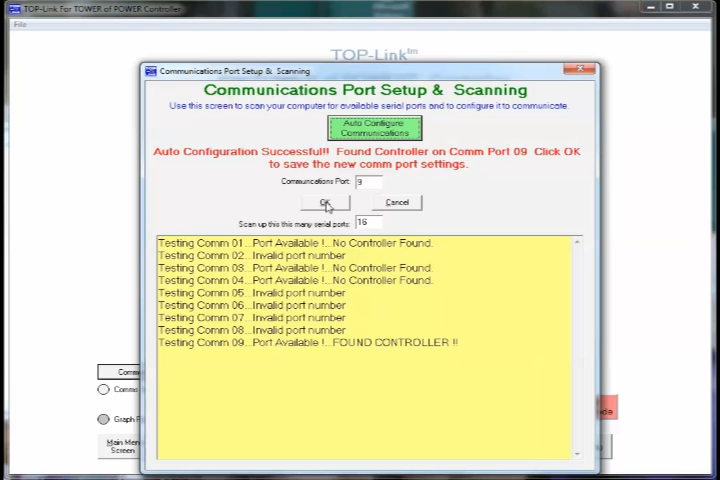 TOP-Link For TOWER of POWER Controller
File
TOP-Link™
Communications Port Setup & Scanning
Communications Port Setup & Scanning
Use this screen to scan your computer for available serial ports and to configure it to communicate.
Auto Configure
Communications
Auto Configuration Successful!! Found Controller on Comm Port 09 Click OK
to save the new comm port settings.
Communications Port: 9
OK Cancel
Scan up this this many serial ports: 16
Testing Comm 01...Port Available !...No Controller Found.
Testing Comm 02...Invalid port number
Testing Comm 03...Port Available !...No Controller Found.
Testing Comm 04...Port Available !...No Controller Found.
Testing Comm 05...Invalid port number
Testing Comm 06...Invalid port number
Testing Comm 07...Invalid port number
Testing Comm 08...Invalid port number
Testing Comm 09...Port Available !...FOUND CONTROLLER !!
Graph
Main Men
Screen